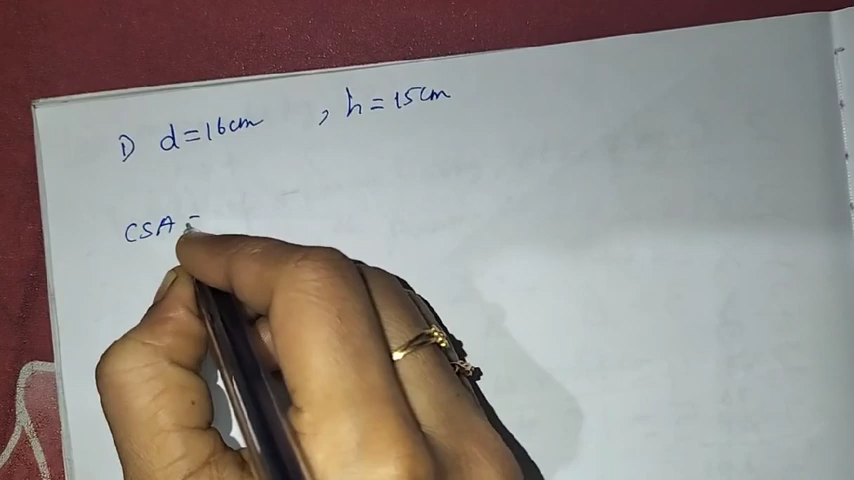 1) d=16cm , h=15cm
CSA =